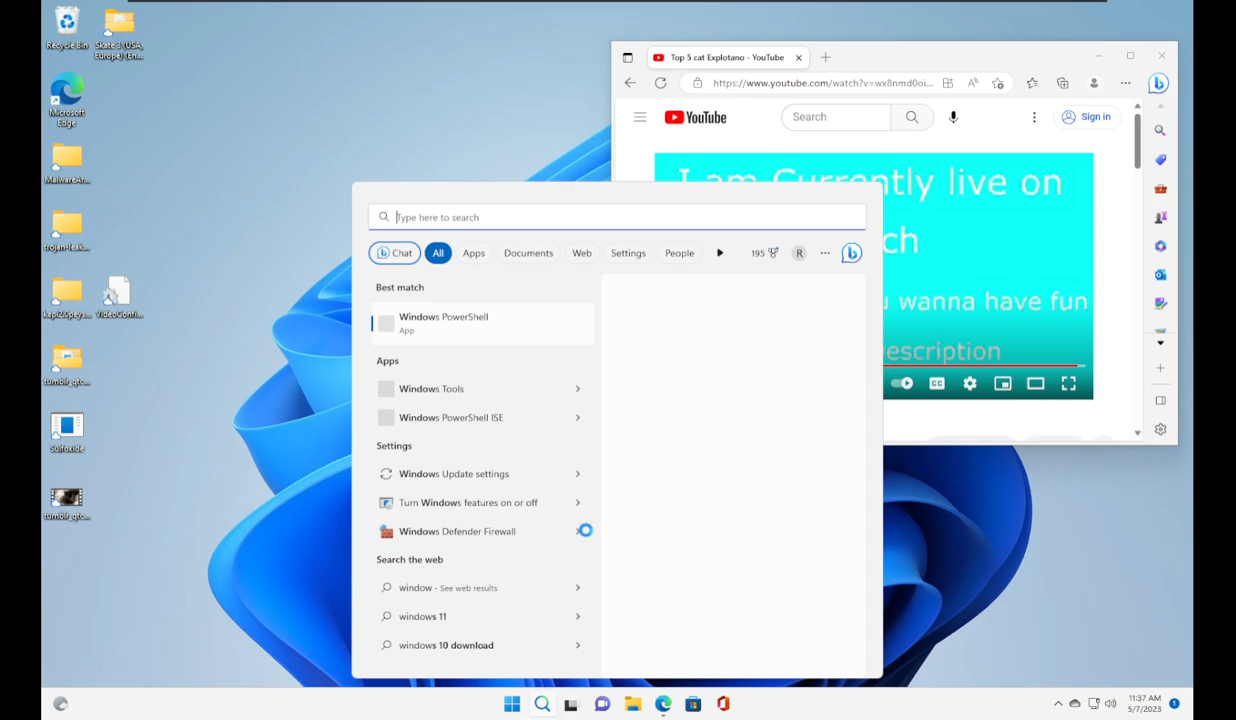 Recycle Bin
Skate 3 (USA,
Europe) (En...
Microsoft
Edge
MalwareAr...
trojan-leak...
VideoConfi...
Sulfoxide
Top 5 cat Explotano - YouTube
https://www.youtube.com/watch?v=wx8nmd0oi...
YouTube
Search
Sign in
I am Currently live on
ch
u wanna have fun
escription
CC
Type here to search
Chat
All
Apps
Documents
Web
Settings
People
195
R
Best match
Windows PowerShell
App
Apps
Windows Tools
Windows PowerShell ISE
Settings
Windows Update settings
Turn Windows features on or off
Windows Defender Firewall
Search the web
window - See web results
windows 11
windows 10 download
11:37 AM
5/7/2023
1